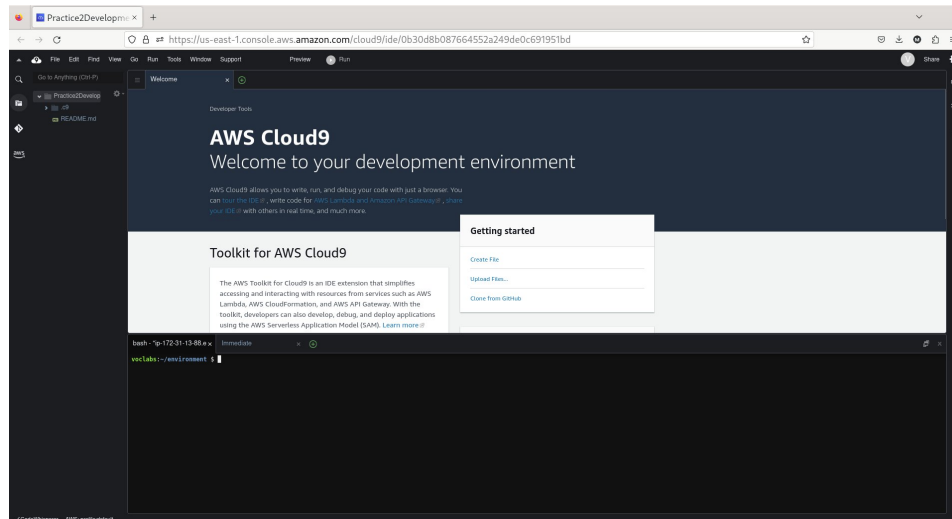 Practice2Developme × +
https://us-east-1.console.aws.amazon.com/cloud9/ide/0b30d8b087664552a249de0c691951bd
File Edit Find View Go Run Tools Window Support Preview Run Share
Go to Anything (Ctrl-P)
Welcome
Practice2Develop
.c9
README.md
aws
Developer Tools
AWS Cloud9
Welcome to your development environment
AWS Cloud9 allows you to write, run, and debug your code with just a browser. You
can tour the IDE, write code for AWS Lambda and Amazon API Gateway, share
your IDE with others in real time, and much more.
Getting started
Create File
Upload Files...
Clone from GitHub
Toolkit for AWS Cloud9
The AWS Toolkit for Cloud9 is an IDE extension that simplifies
accessing and interacting with resources from services such as AWS
Lambda, AWS CloudFormation, and AWS API Gateway. With the
toolkit, developers can also develop, debug, and deploy applications
using the AWS Serverless Application Model (SAM). Learn more
bash - "ip-172-31-13-88.e × Immediate ×
voclabs:~/environment $